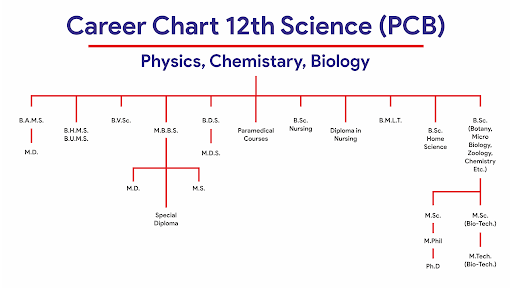 Career Chart 12th Science (PCB)
Physics, Chemistary, Biology
B.A.M.S.
M.D.
B.H.M.S.
B.U.M.S.
B.V.Sc.
M.B.B.S.
M.D.
M.S.
Special
Diploma
B.D.S.
M.D.S.
Paramedical
Courses
B.Sc.
Nursing
Diploma in
Nursing
B.M.L.T.
B.Sc.
Home
Science
B.Sc.
(Botany,
Micro
Biology,
Zoology,
Chemistry
Etc.)
M.Sc.
M.Phil
Ph.D
M.Sc.
(Bio-Tech.)
M.Tech.
(Bio-Tech.)